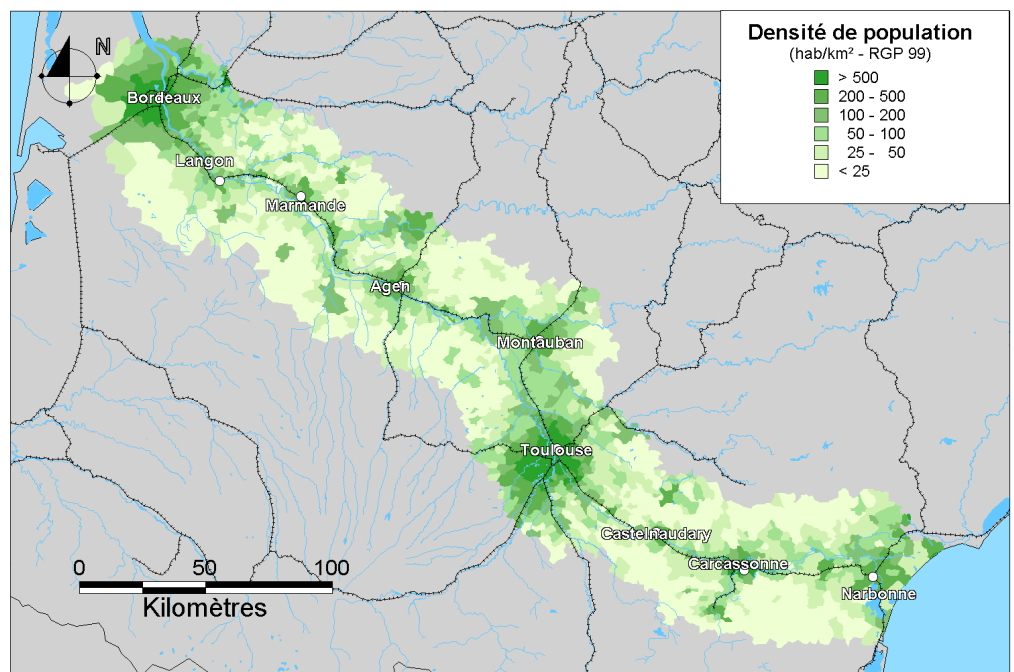 N
Densité de population
(hab/km² - RGP 99)
> 500
200 - 500
100 - 200
50 - 100
25 - 50
< 25
Bordeaux
Langon
Marmande
Agen
Montauban
Toulouse
Castelnaudary
Carcassonne
Narbonne
0 50 100
Kilomètres